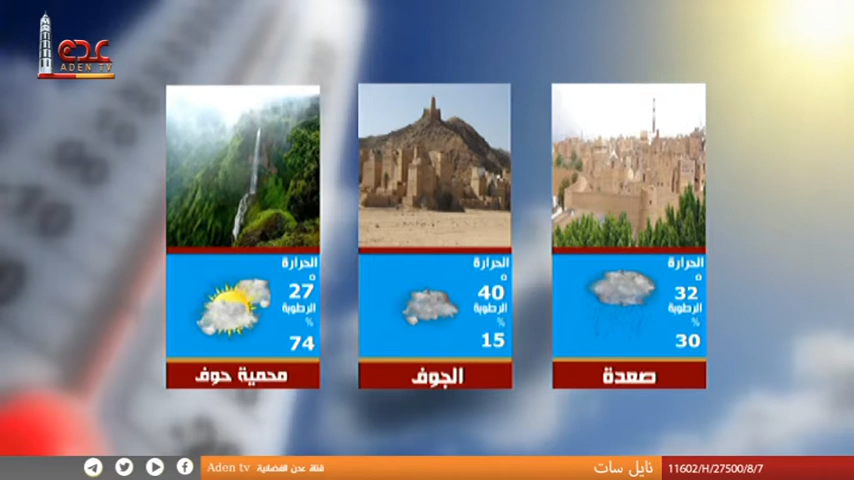 عدن
ADEN TV
الحرارة
o
27
الرطوبة
%
74
محمية حوف
الحرارة
o
40
الرطوبة
%
15
الجوف
الحرارة
o
32
الرطوبة
%
30
صعدة
Aden tv قناة عدن الفضائية
نايل سات
11602/H/27500/8/7